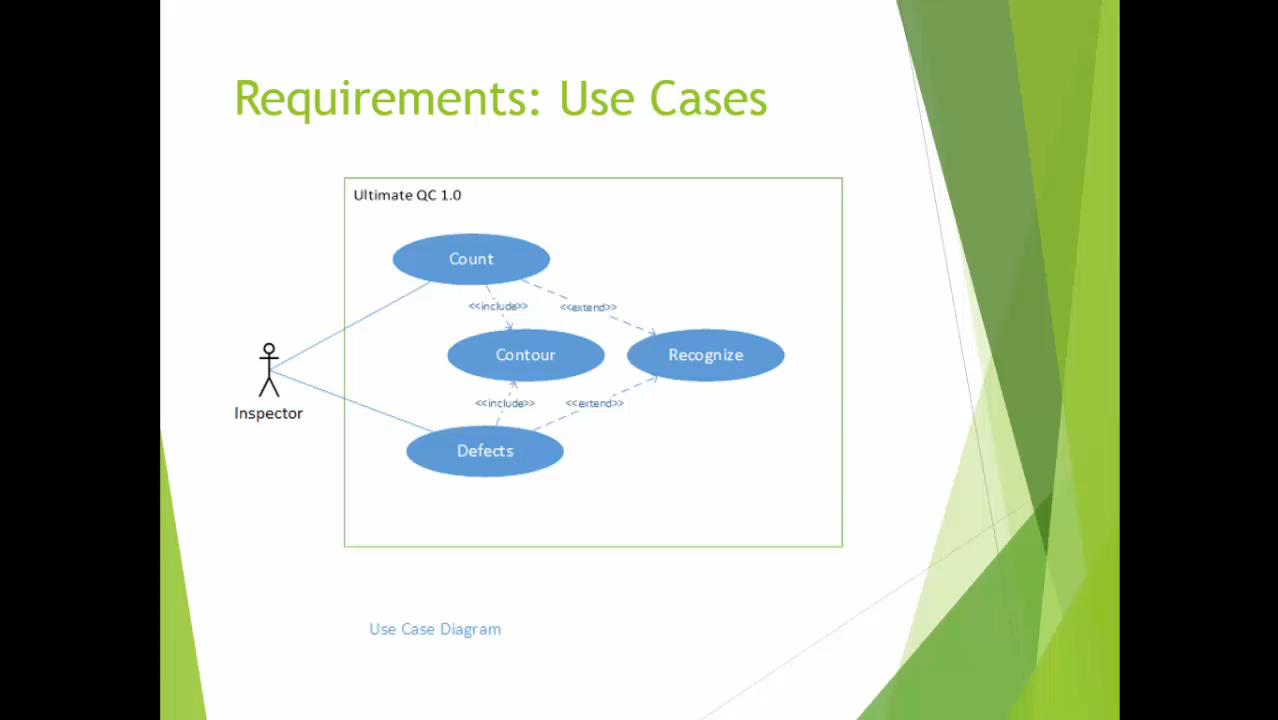 Requirements: Use Cases
Ultimate QC 1.0
Count
<<include>>
<<extend>>
Contour
Recognize
Inspector
<<include>>
<<extend>>
Defects
Use Case Diagram